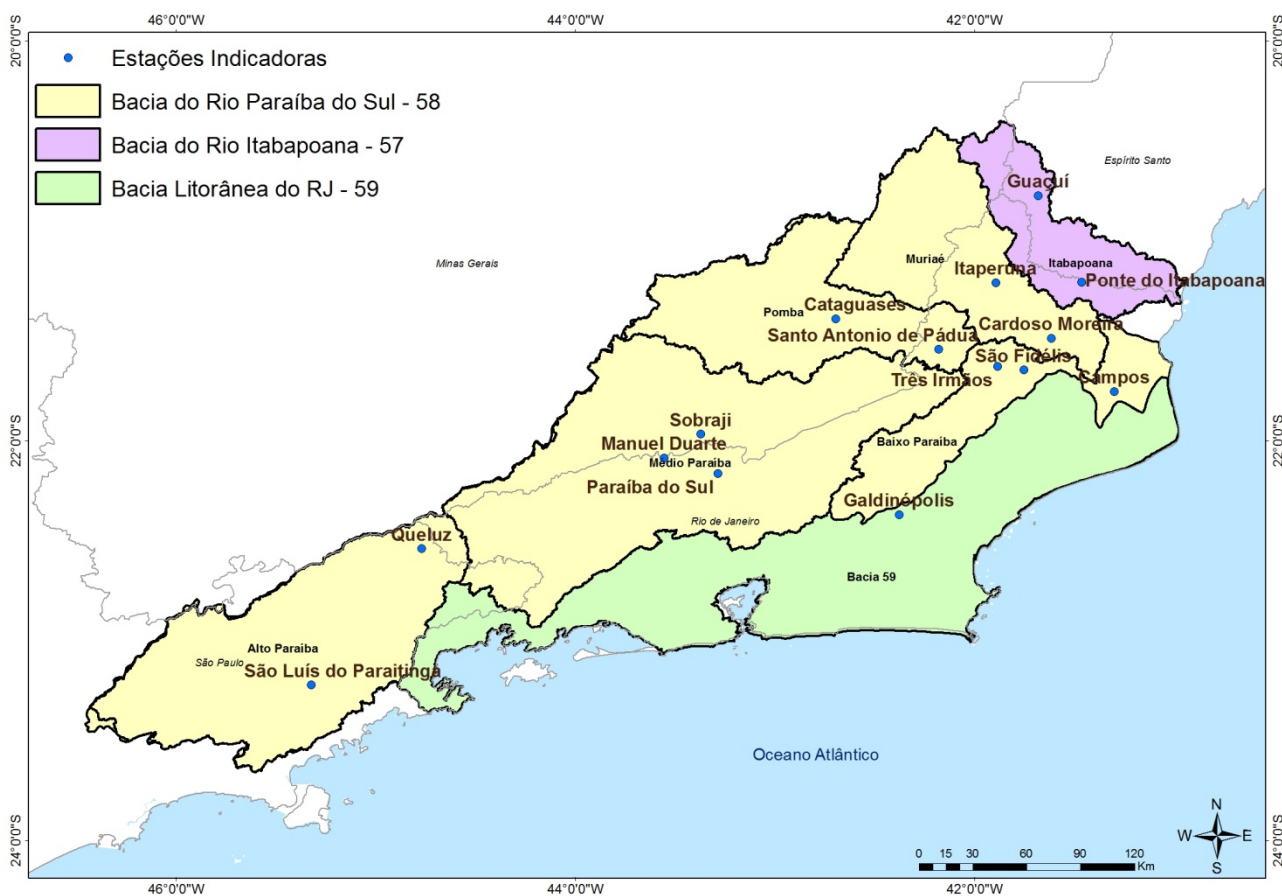 46°0'0"W
44°0'0"W
42°0'0"W
20°0'0"S
20°0'0"S
Estações Indicadoras
Bacia do Rio Paraíba do Sul - 58
Bacia do Rio Itabapoana - 57
Bacia Litorânea do RJ - 59
Espírito Santo
Guaçuí
Minas Gerais
Muriaé
Itabapoana
Itaperuna
Ponte do Itabapoana
Pomba
Cataguases
Cardoso Moreira
Santo Antonio de Pádua
São Fidélis
Três Irmãos
Campos
Sobraji
22°0'0"S
22°0'0"S
Manuel Duarte
Baixo Paraiba
Médio Paraiba
Paraíba do Sul
Galdinópolis
Rio de Janeiro
Queluz
Bacia 59
Alto Paraiba
São Paulo
São Luís do Paraitinga
Oceano Atlântico
N
W
E
S
24°0'0"S
24°0'0"S
0 15 30 60 90 120
Km
46°0'0"W
44°0'0"W
42°0'0"W